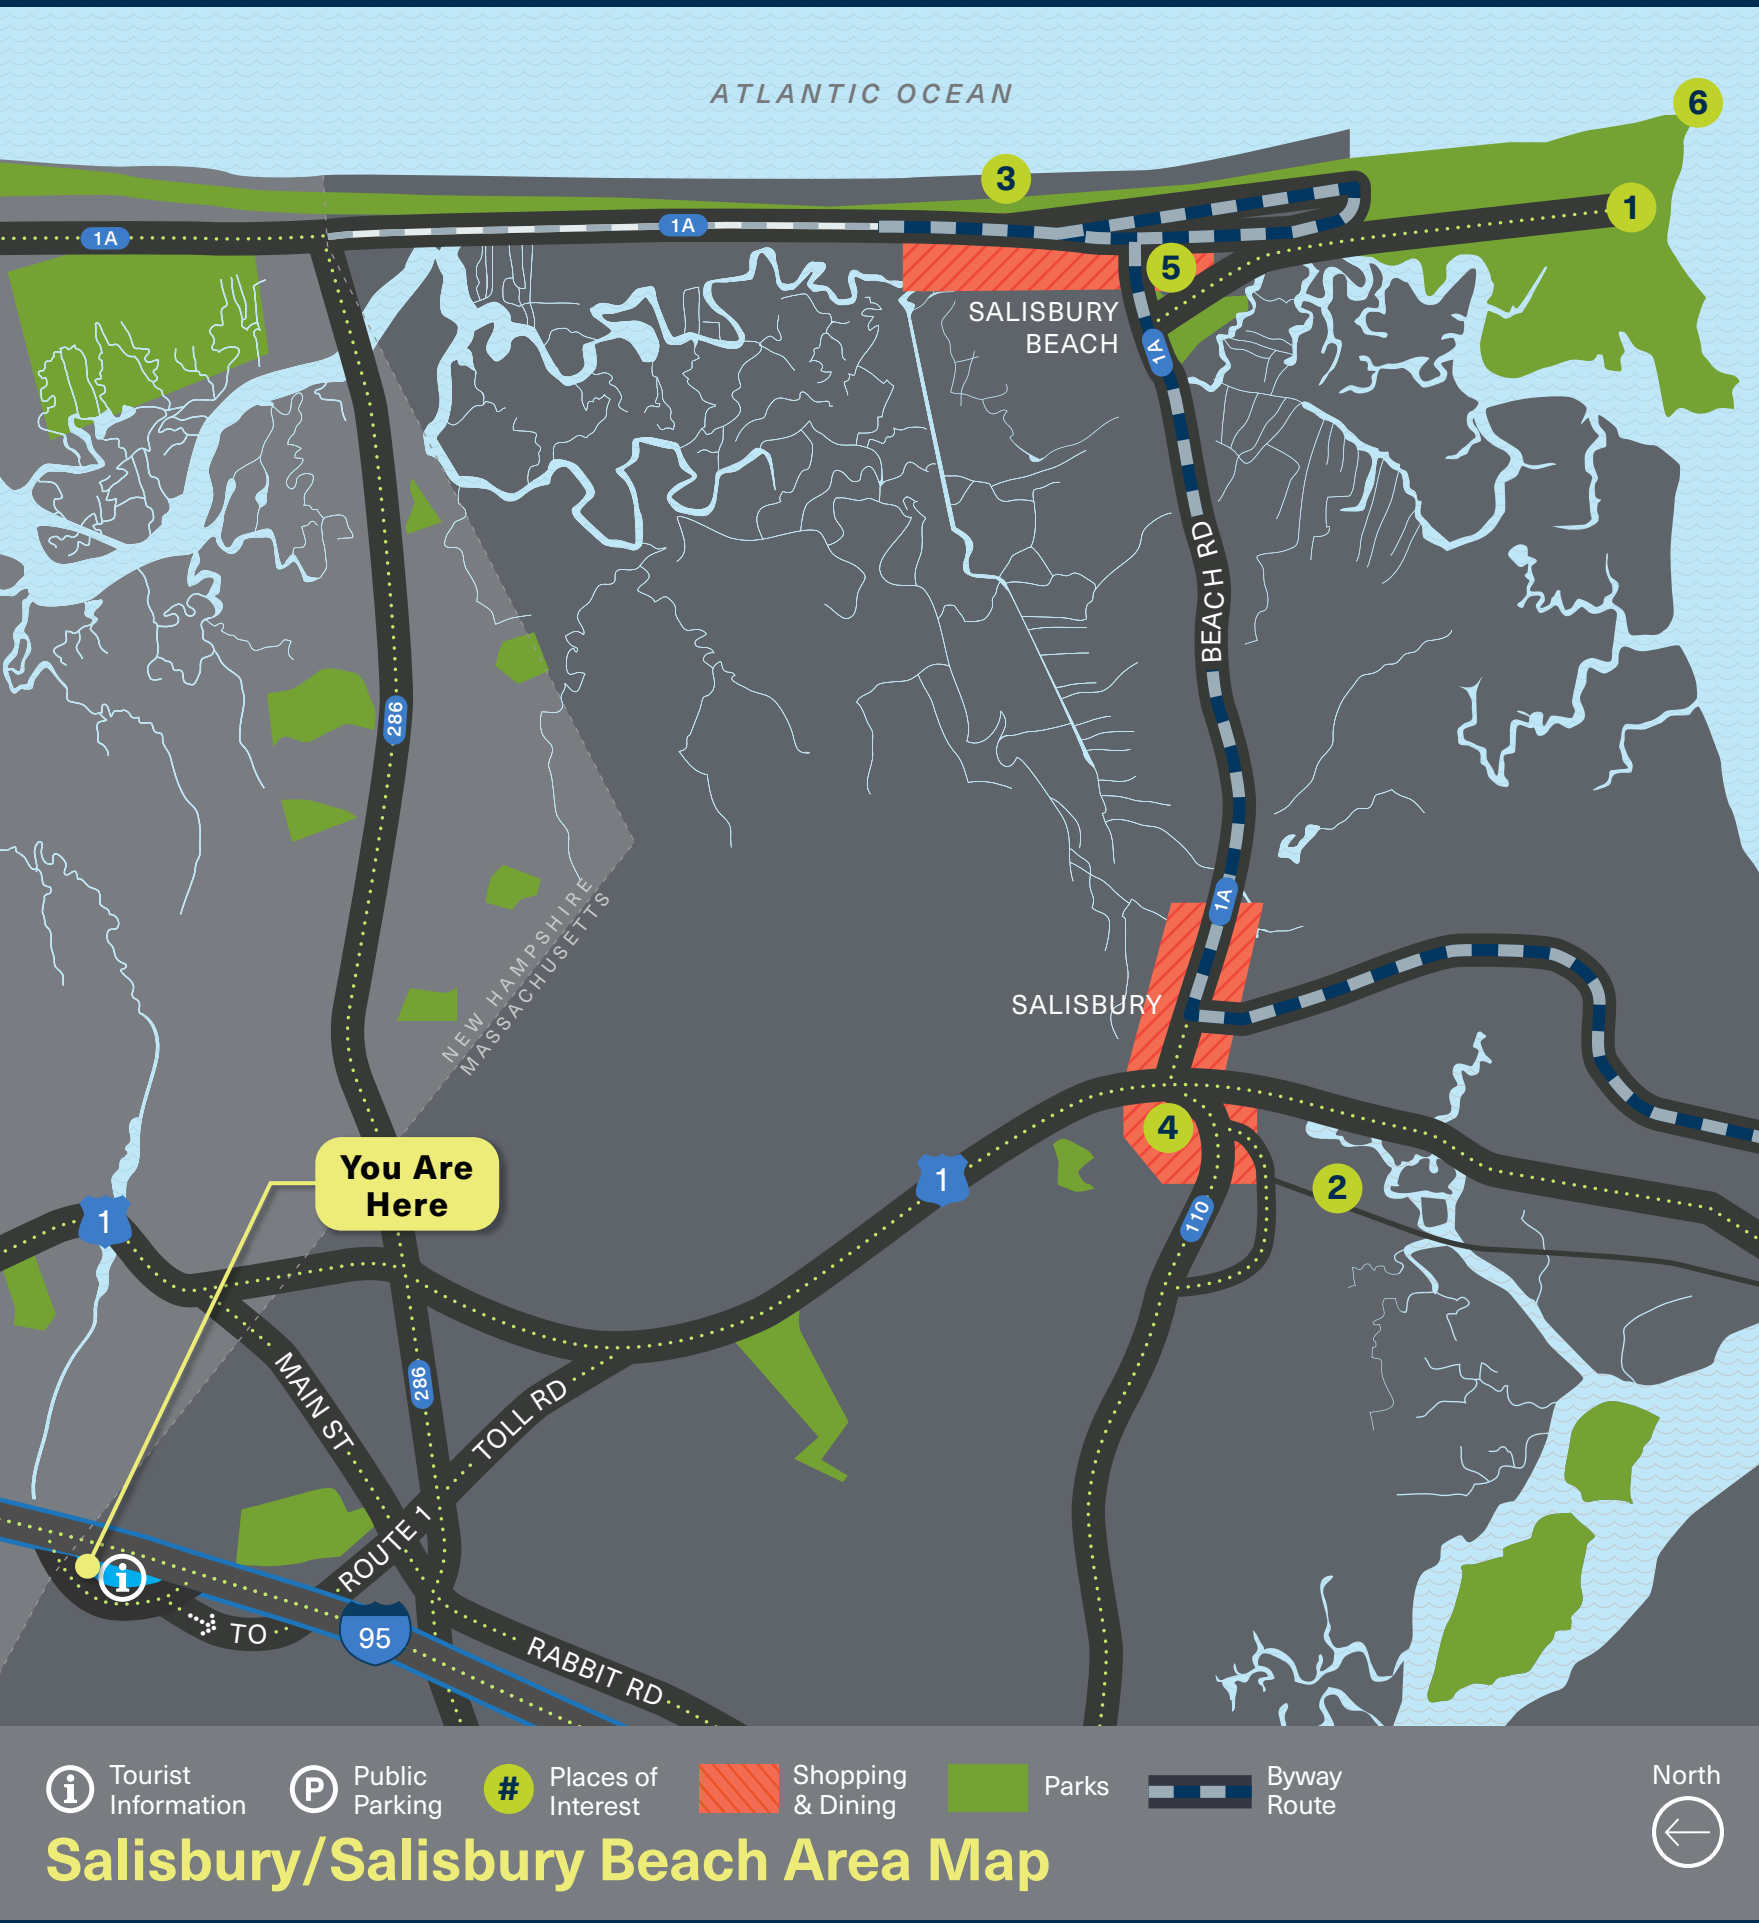 ATLANTIC OCEAN
6
3
1
1A
1A
5
SALISBURY
BEACH
1A
BEACH RD
286
1A
NEW HAMPSHIRE
MASSACHUSETTS
SALISBURY
4
You Are
Here
1
2
1
110
MAIN ST
286
TOLL RD
ROUTE 1
i
TO
95
RABBIT RD
i
Tourist
Information
P
Public
Parking
#
Places of
Interest
Shopping
& Dining
Parks
Byway
Route
North
Salisbury/Salisbury Beach Area Map